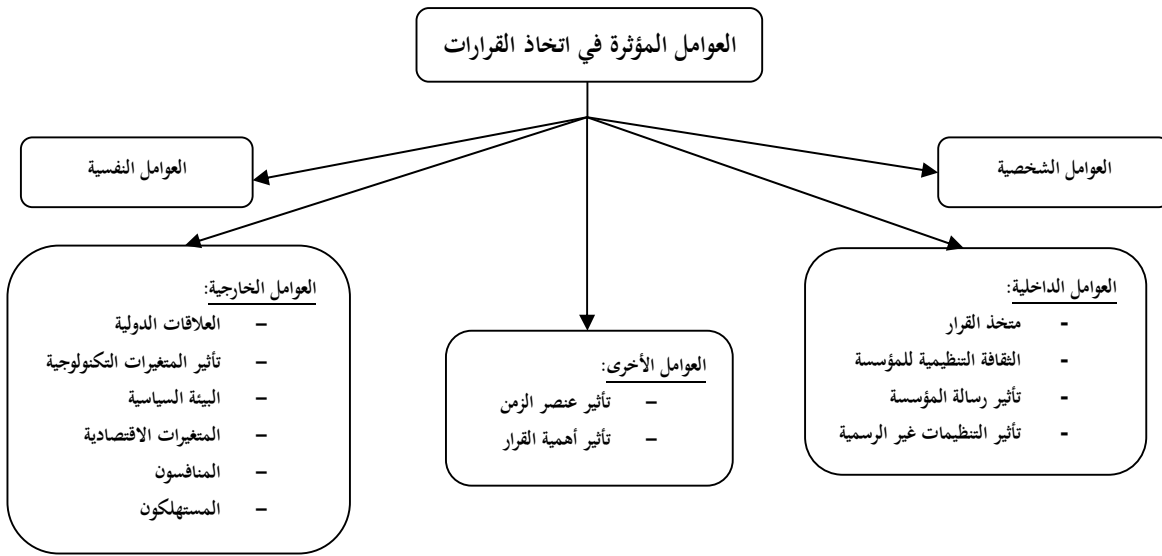 العوامل المؤثرة في اتخاذ القرارات
العوامل الشخصية
العوامل النفسية
العوامل الداخلية:
- متخذ القرار
- الثقافة التنظيمية للمؤسسة
- تأثير رسالة المؤسسة
- تأثير التنظيمات غير الرسمية
العوامل الأخرى:
– تأثير عنصر الزمن
– تأثير أهمية القرار
العوامل الخارجية:
– العلاقات الدولية
– تأثير المتغيرات التكنولوجية
– البيئة السياسية
– المتغيرات الاقتصادية
– المنافسون
– المستهلكون